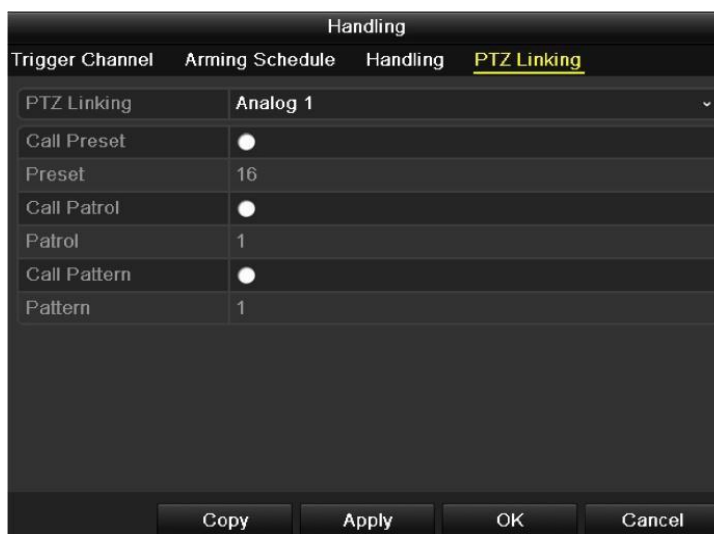 Handling
Trigger Channel Arming Schedule Handling PTZ Linking
PTZ Linking Analog 1
Call Preset
Preset 16
Call Patrol
Patrol 1
Call Pattern
Pattern 1
Copy Apply OK Cancel